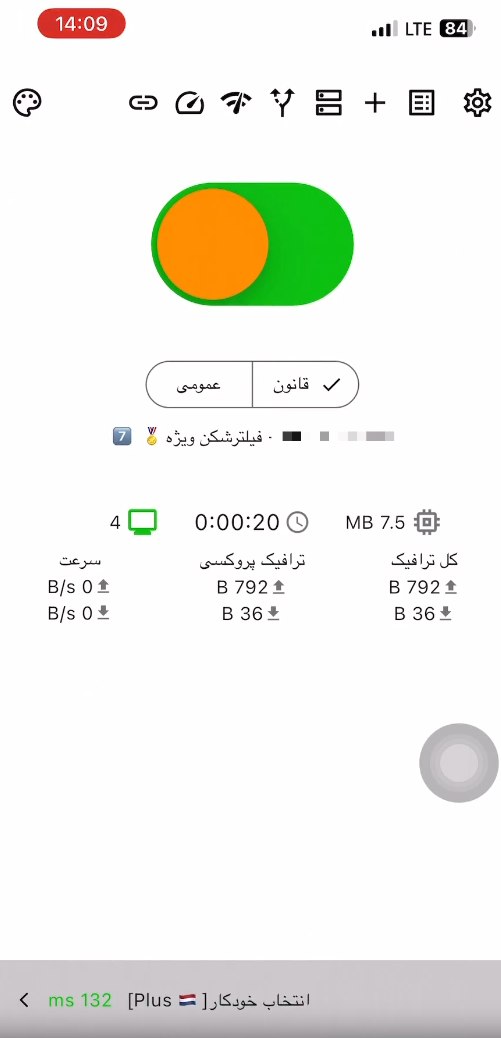 14:09 LTE 84
قانون عمومی
· فیلترشکن ویژه 🏅 7️⃣
MB 7.5 0:00:20 4
کل ترافیک ترافیک پروکسی سرعت
B 792 B 792 B/s 0
B 36 B 36 B/s 0
انتخاب خودکار[ 🇳🇱 Plus] 132 ms